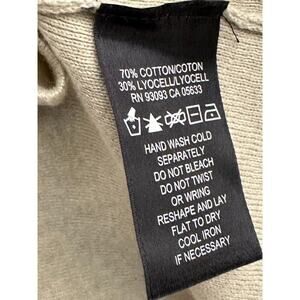 70% COTTON/COTON
30% LYOCELL/LYOCELL
RN 93093 CA 05633
HAND WASH COLD
SEPARATELY
DO NOT BLEACH
DO NOT TWIST
OR WRING
RESHAPE AND LAY
FLAT TO DRY
COOL IRON
IF NECESSARY